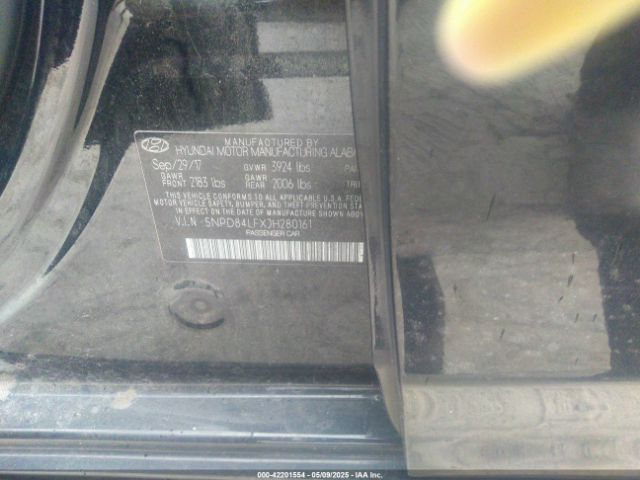 MANUFACTURED BY
HYUNDAI MOTOR MANUFACTURING ALABA
Sep/29/17 GVWR 3924 lbs PA
GAWR FRONT 2183 lbs GAWR REAR 2006 lbs TRI
THIS VEHICLE CONFORMS TO ALL APPLICABLE U.S.A. FEDE
MOTOR VEHICLE SAFETY, BUMPER, AND THEFT PREVENTION STA
IN EFFECT ON THE DATE OF MANUFACTURE SHOWN ABOV
V.I.N : 5NPD84LFXJH280161
PASSENGER CAR
000-42201554 - 05/09/2025 - IAA Inc.